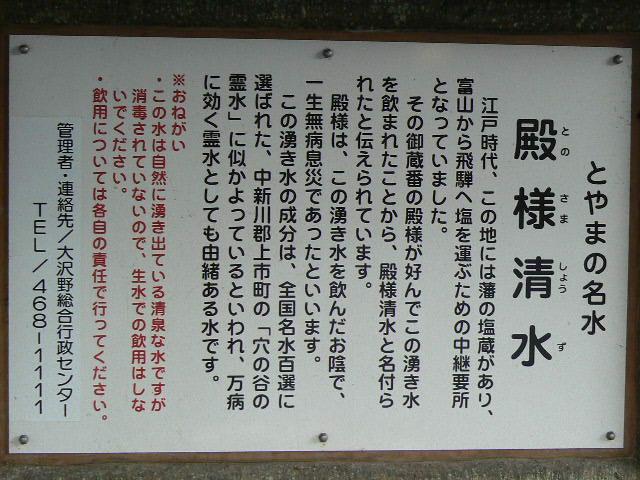 とやまの名水
殿様清水
とのさましょうず
江戸時代、この地には藩の塩蔵があり、
富山から飛騨へ塩を運ぶための中継要所
となっていました。
その御蔵番の殿様が好んでこの湧き水
を飲まれたことから、殿様清水と名付ら
れたと伝えられています。
殿様は、この湧き水を飲んだお陰で、
一生無病息災であったといいます。
この湧き水の成分は、全国名水百選に
選ばれた、中新川郡上市町の「穴の谷の
霊水」に似かよっているといわれ、万病
に効く霊水としても由緒ある水です。
※おねがい
・この水は自然に湧き出ている清泉な水ですが
消毒されていないので、生水での飲用はしな
いでください。
・飲用については各自の責任で行ってください。
管理者・連絡先／大沢野総合行政センター
TEL／468-1111